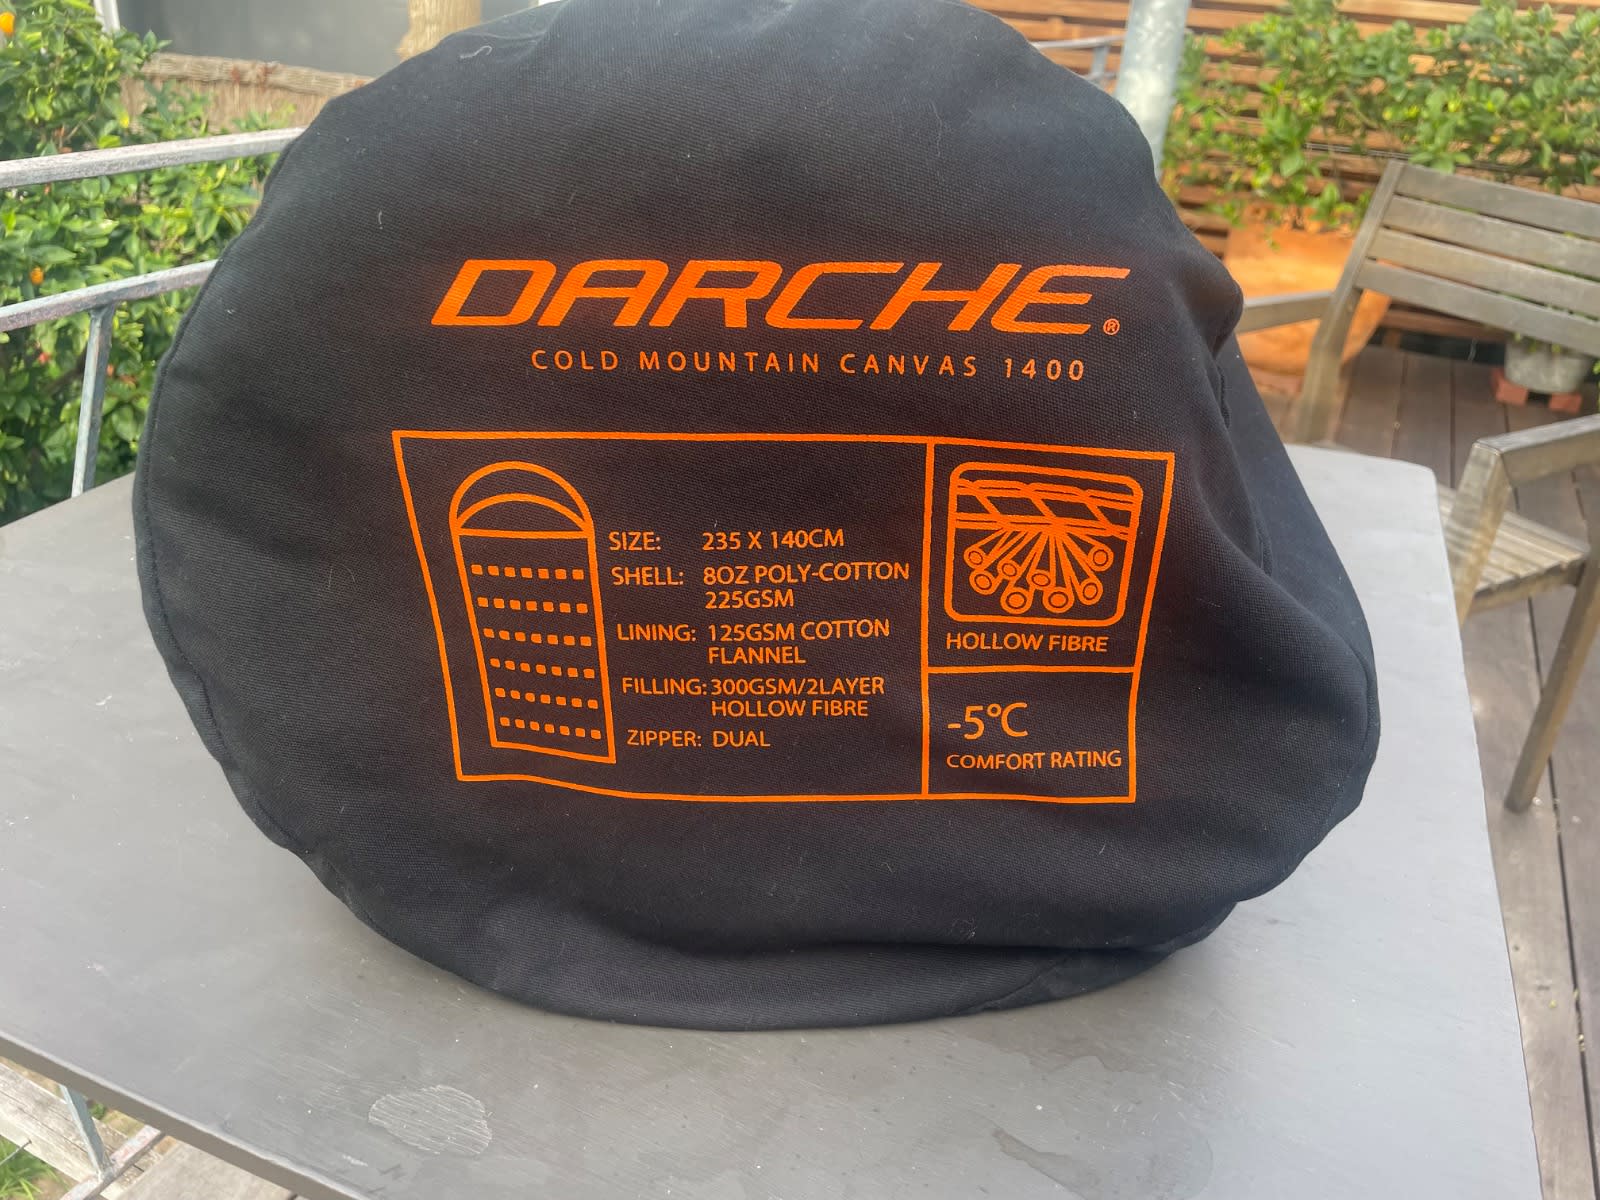 DARCHE®
COLD MOUNTAIN CANVAS 1400
SIZE: 235 X 140CM
SHELL: 8OZ POLY-COTTON
225GSM
LINING: 125GSM COTTON
FLANNEL
FILLING: 300GSM/2LAYER
HOLLOW FIBRE
ZIPPER: DUAL
HOLLOW FIBRE
-5°C
COMFORT RATING